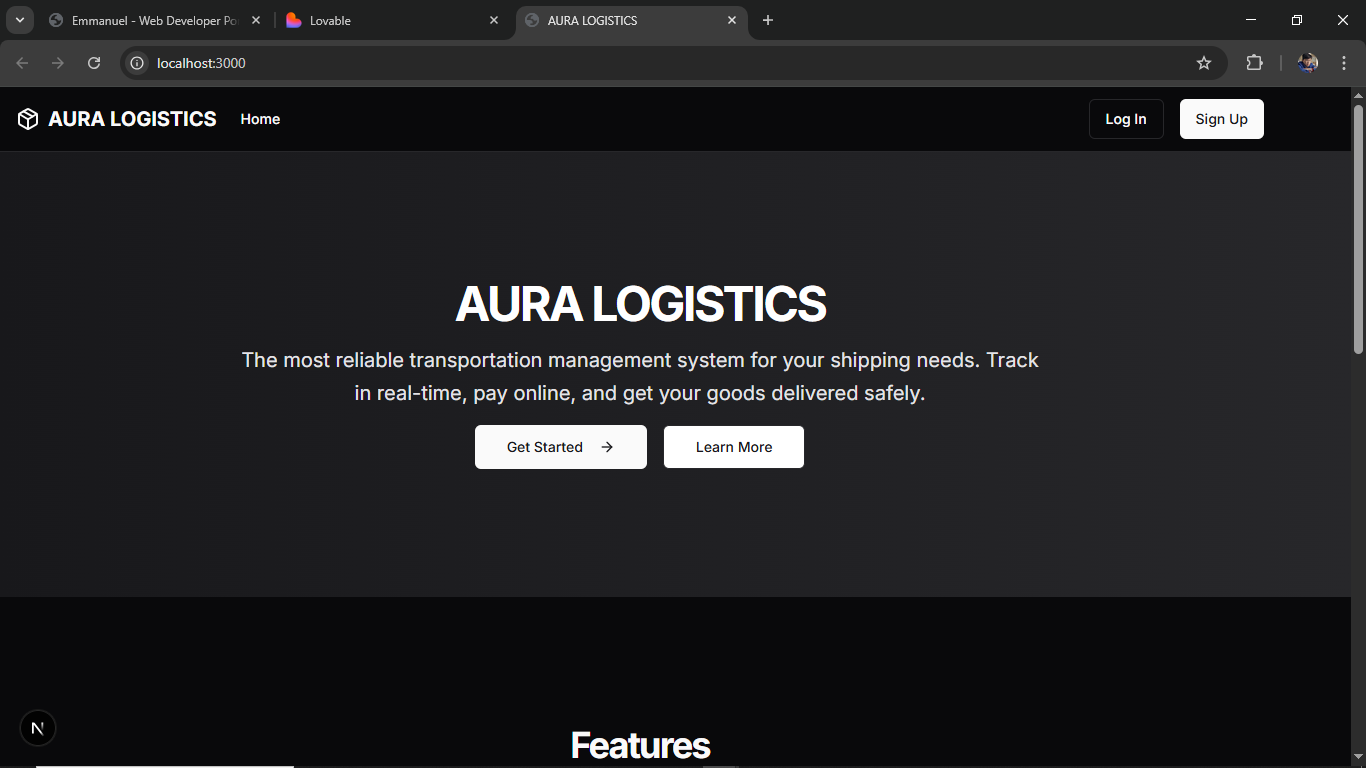 Emmanuel - Web Developer Po
Lovable
AURA LOGISTICS
localhost:3000
AURA LOGISTICS
Home
Log In
Sign Up
AURA LOGISTICS
The most reliable transportation management system for your shipping needs. Track
in real-time, pay online, and get your goods delivered safely.
Get Started
Learn More
N
Features